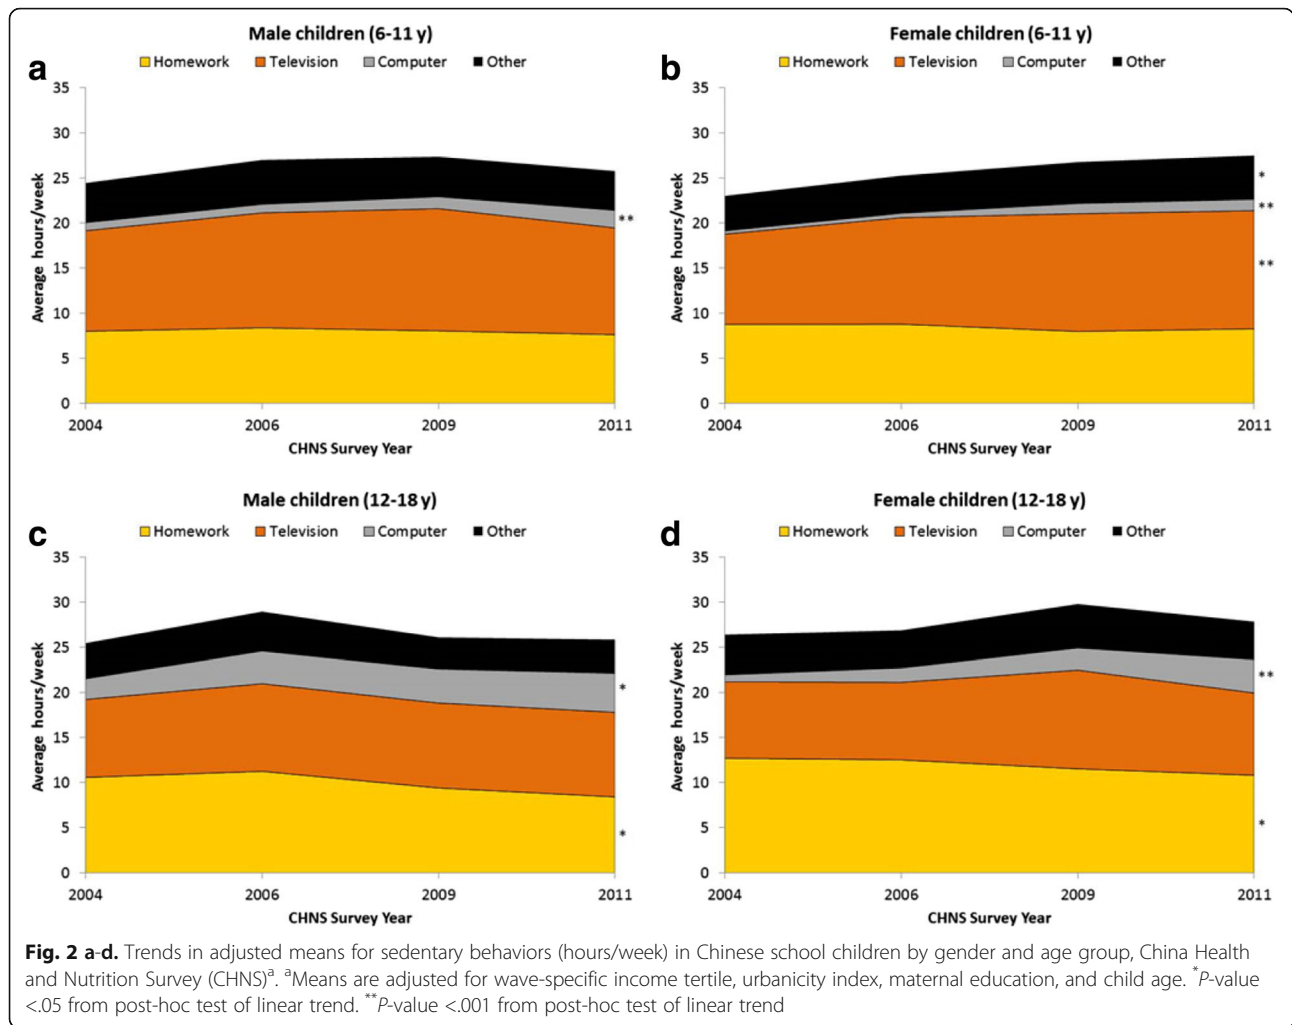 Male children (6-11 y)
a
Homework Television Computer Other
Average hours/week
35
30
25
20
15
10
5
0
**
2004 2006 2009 2011
CHNS Survey Year
Female children (6-11 y)
b
Homework Television Computer Other
Average hours/week
35
30
25
20
15
10
5
0
*
**
**
2004 2006 2009 2011
CHNS Survey Year
Male children (12-18 y)
c
Homework Television Computer Other
Average hours/week
35
30
25
20
15
10
5
0
*
*
2004 2006 2009 2011
CHNS Survey Year
Female children (12-18 y)
d
Homework Television Computer Other
Average hours/week
35
30
25
20
15
10
5
0
**
*
2004 2006 2009 2011
CHNS Survey Year
Fig. 2 a-d. Trends in adjusted means for sedentary behaviors (hours/week) in Chinese school children by gender and age group, China Health
and Nutrition Survey (CHNS)a. aMeans are adjusted for wave-specific income tertile, urbanicity index, maternal education, and child age. *P-value
<.05 from post-hoc test of linear trend. **P-value <.001 from post-hoc test of linear trend